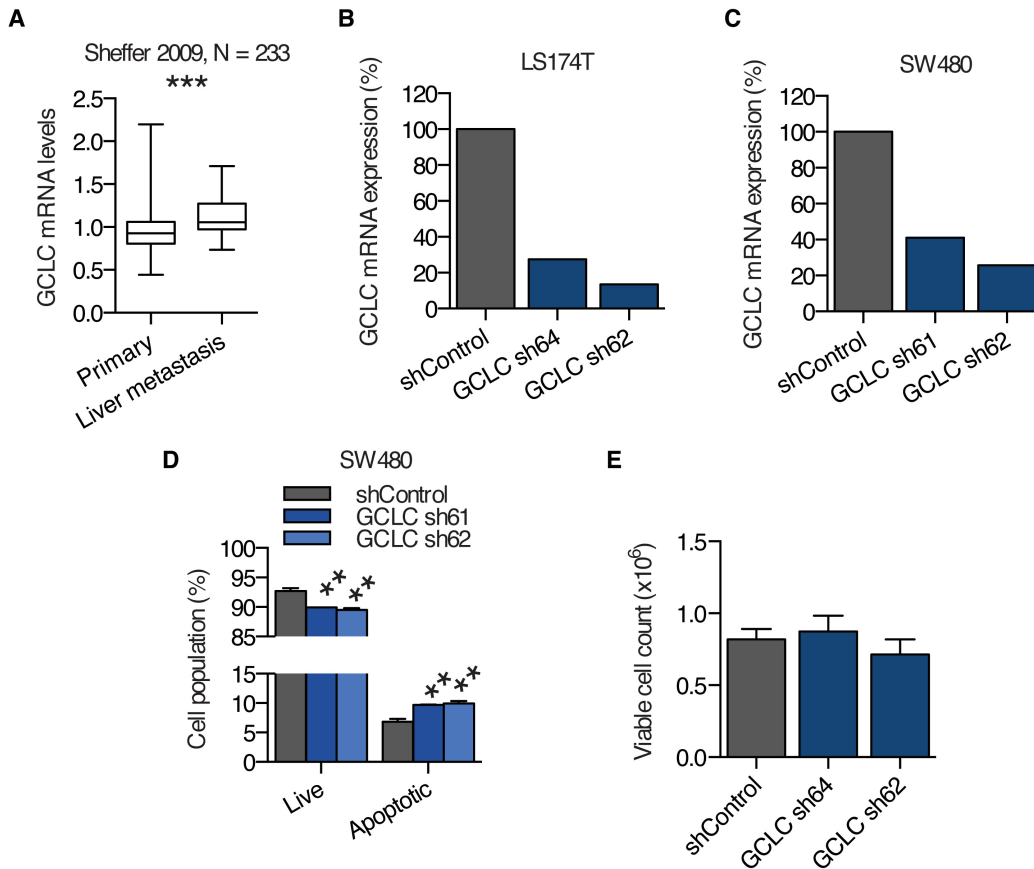 A
Sheffer 2009, N = 233
***
GCLC mRNA levels
2.5
2.0
1.5
1.0
0.5
0.0
Primary
Liver metastasis
B
LS174T
GCLC mRNA expression (%)
120
100
80
60
40
20
0
shControl
GCLC sh64
GCLC sh62
C
SW480
GCLC mRNA expression (%)
120
100
80
60
40
20
0
shControl
GCLC sh61
GCLC sh62
D
SW480
shControl
GCLC sh61
GCLC sh62
Cell population (%)
100
95
90
85
15
10
5
0
**
**
**
**
Live
Apoptotic
E
Viable cell count (x10⁶)
1.5
1.0
0.5
0.0
shControl
GCLC sh64
GCLC sh62